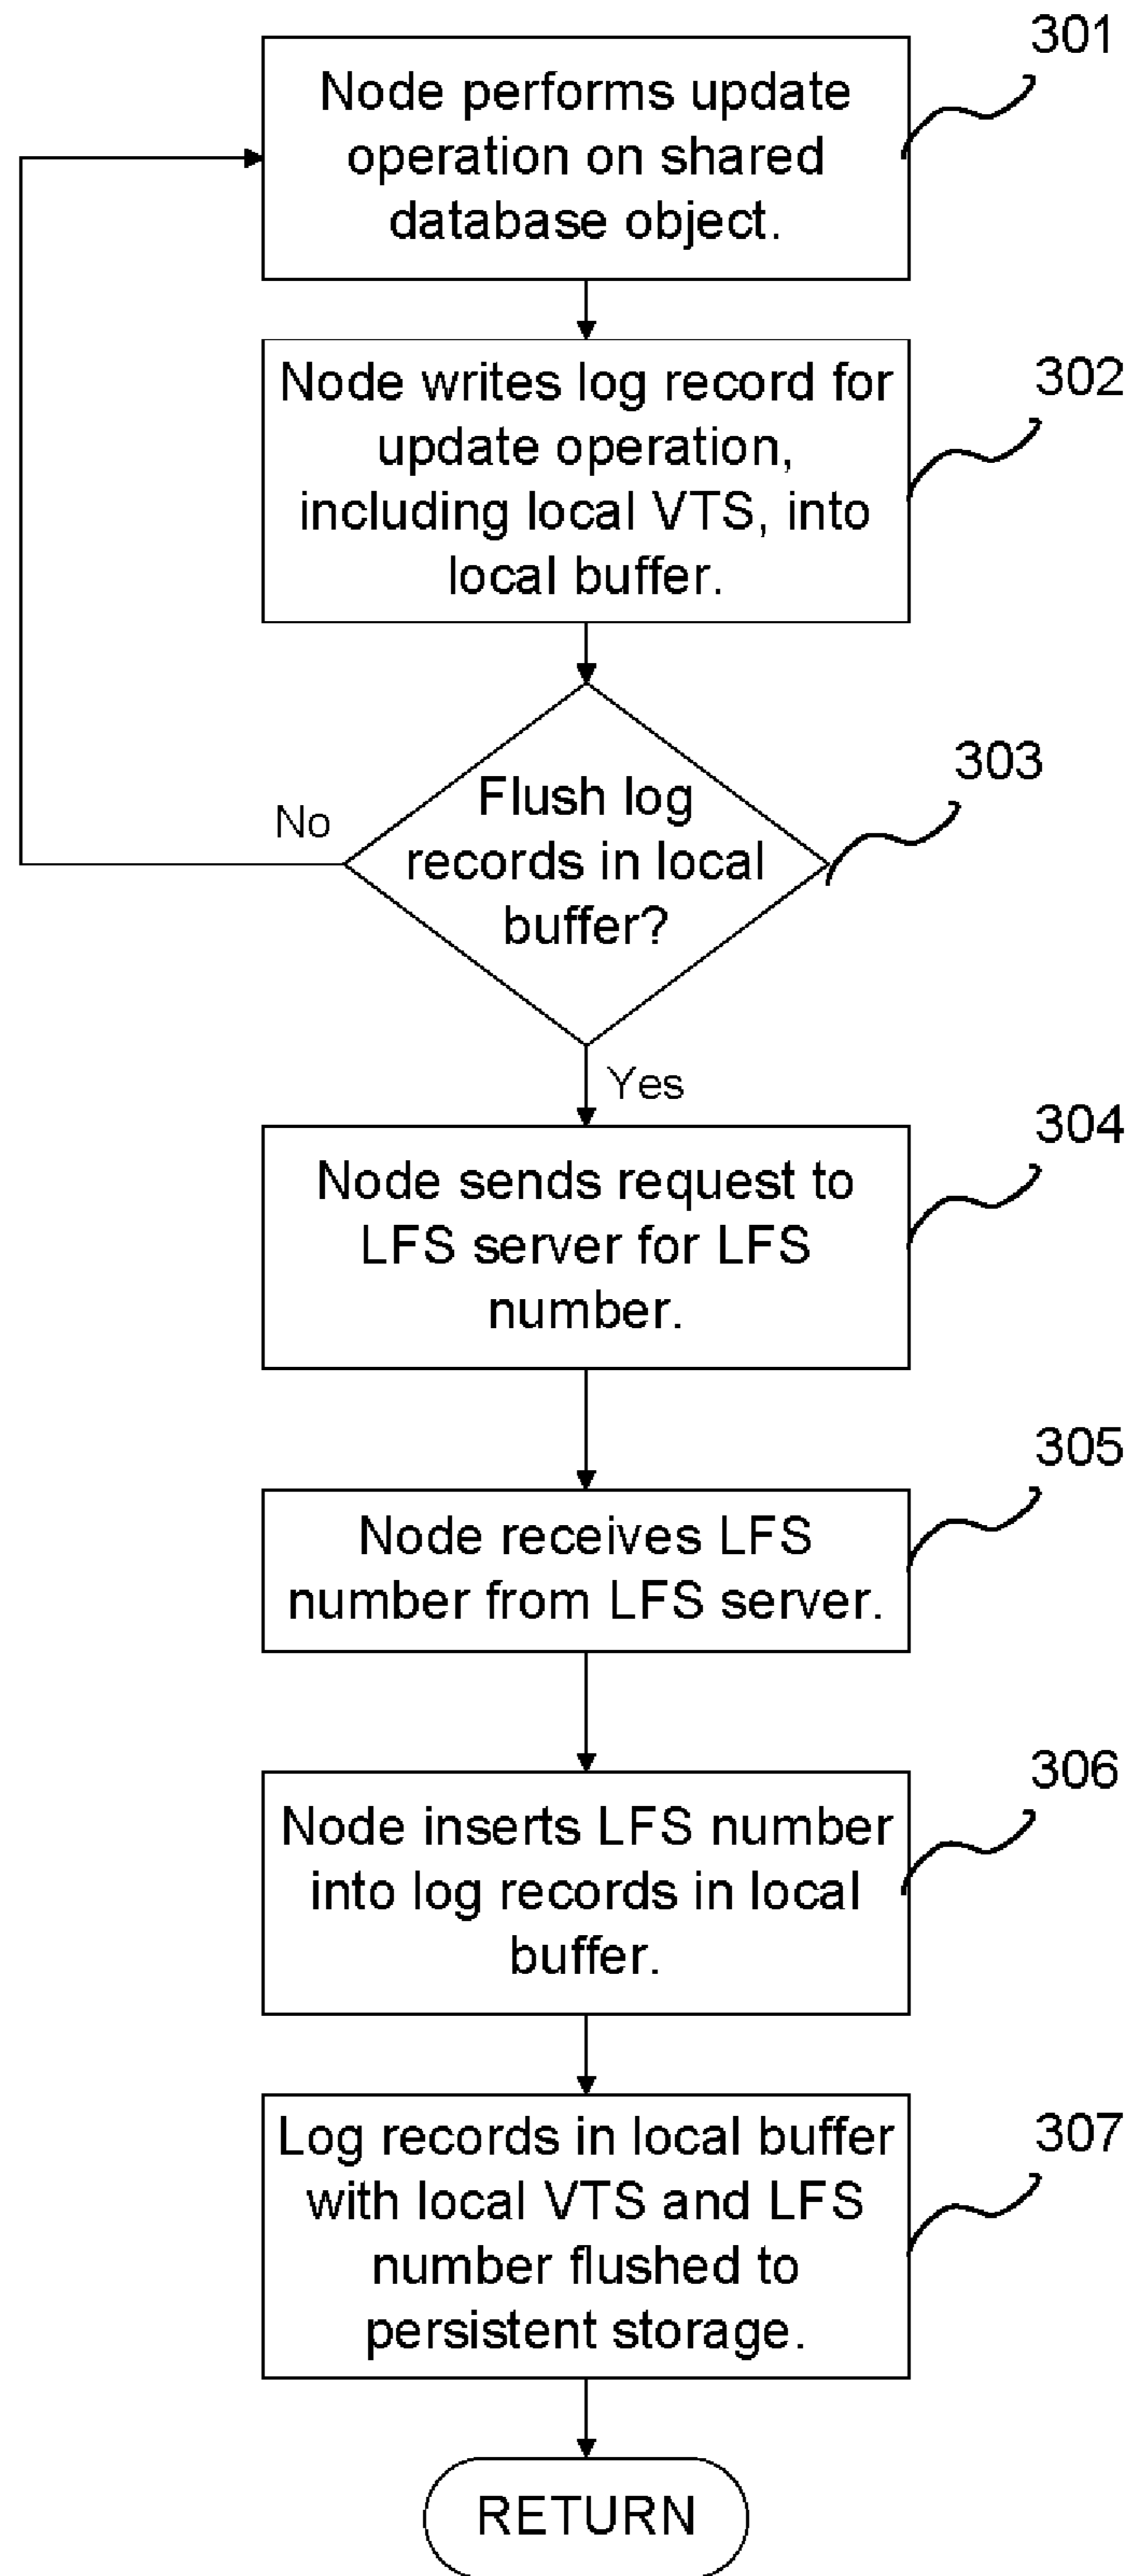 301
Node performs update
operation on shared
database object.
302
Node writes log record for
update operation,
including local VTS, into
local buffer.
303
Flush log
records in local
buffer?
No
Yes
304
Node sends request to
LFS server for LFS
number.
305
Node receives LFS
number from LFS server.
306
Node inserts LFS number
into log records in local
buffer.
307
Log records in local buffer
with local VTS and LFS
number flushed to
persistent storage.
RETURN